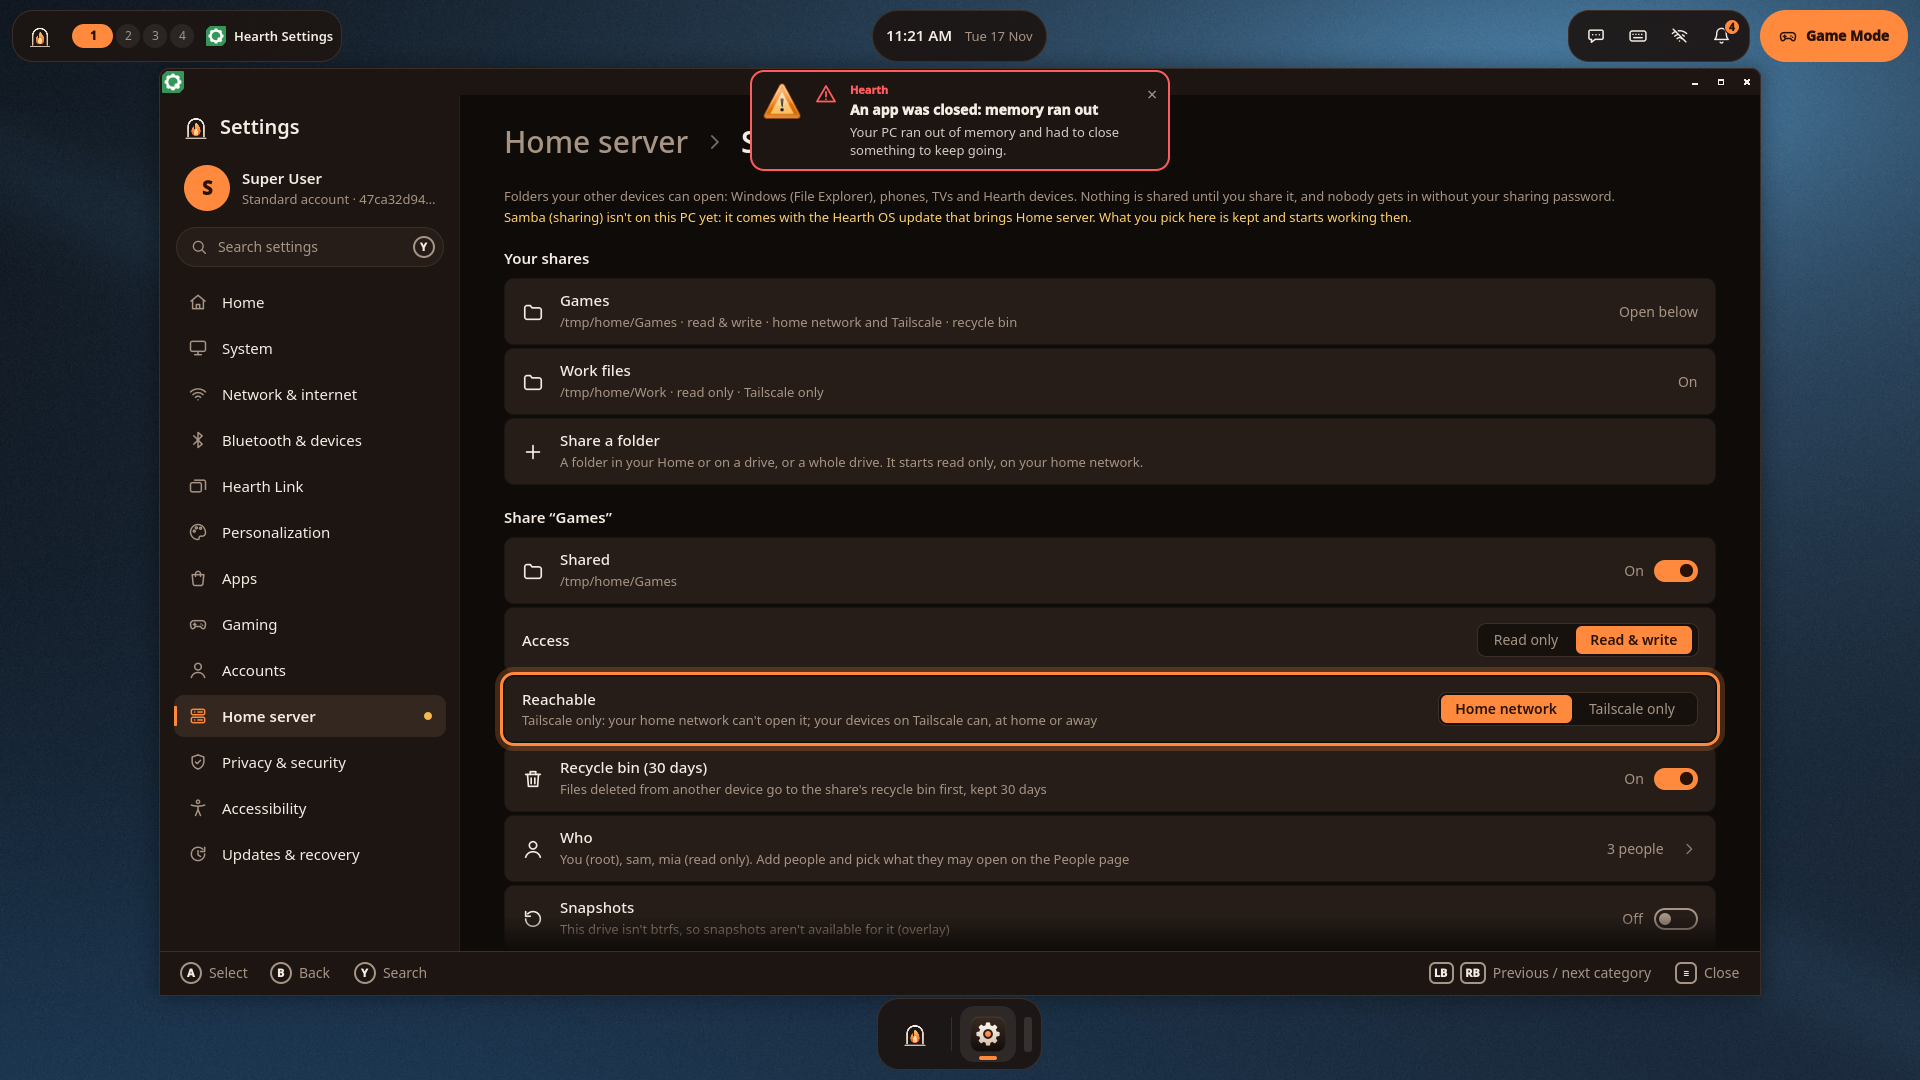 1 2 3 4 Hearth Settings
11:21 AM Tue 17 Nov
4
Game Mode
Settings
Super User
Standard account · 47ca32d94...
Search settings Y
Home
System
Network & internet
Bluetooth & devices
Hearth Link
Personalization
Apps
Gaming
Accounts
Home server
Privacy & security
Accessibility
Updates & recovery
Hearth
An app was closed: memory ran out
Your PC ran out of memory and had to close
something to keep going.
Home server > S
Folders your other devices can open: Windows (File Explorer), phones, TVs and Hearth devices. Nothing is shared until you share it, and nobody gets in without your sharing password.
Samba (sharing) isn't on this PC yet: it comes with the Hearth OS update that brings Home server. What you pick here is kept and starts working then.
Your shares
Games
/tmp/home/Games · read & write · home network and Tailscale · recycle bin
Open below
Work files
/tmp/home/Work · read only · Tailscale only
On
Share a folder
A folder in your Home or on a drive, or a whole drive. It starts read only, on your home network.
Share “Games”
Shared
/tmp/home/Games
On
Access
Read only Read & write
Reachable
Tailscale only: your home network can't open it; your devices on Tailscale can, at home or away
Home network Tailscale only
Recycle bin (30 days)
Files deleted from another device go to the share's recycle bin first, kept 30 days
On
Who
You (root), sam, mia (read only). Add people and pick what they may open on the People page
3 people
Snapshots
This drive isn't btrfs, so snapshots aren't available for it (overlay)
Off
A Select B Back Y Search
LB RB Previous / next category Close